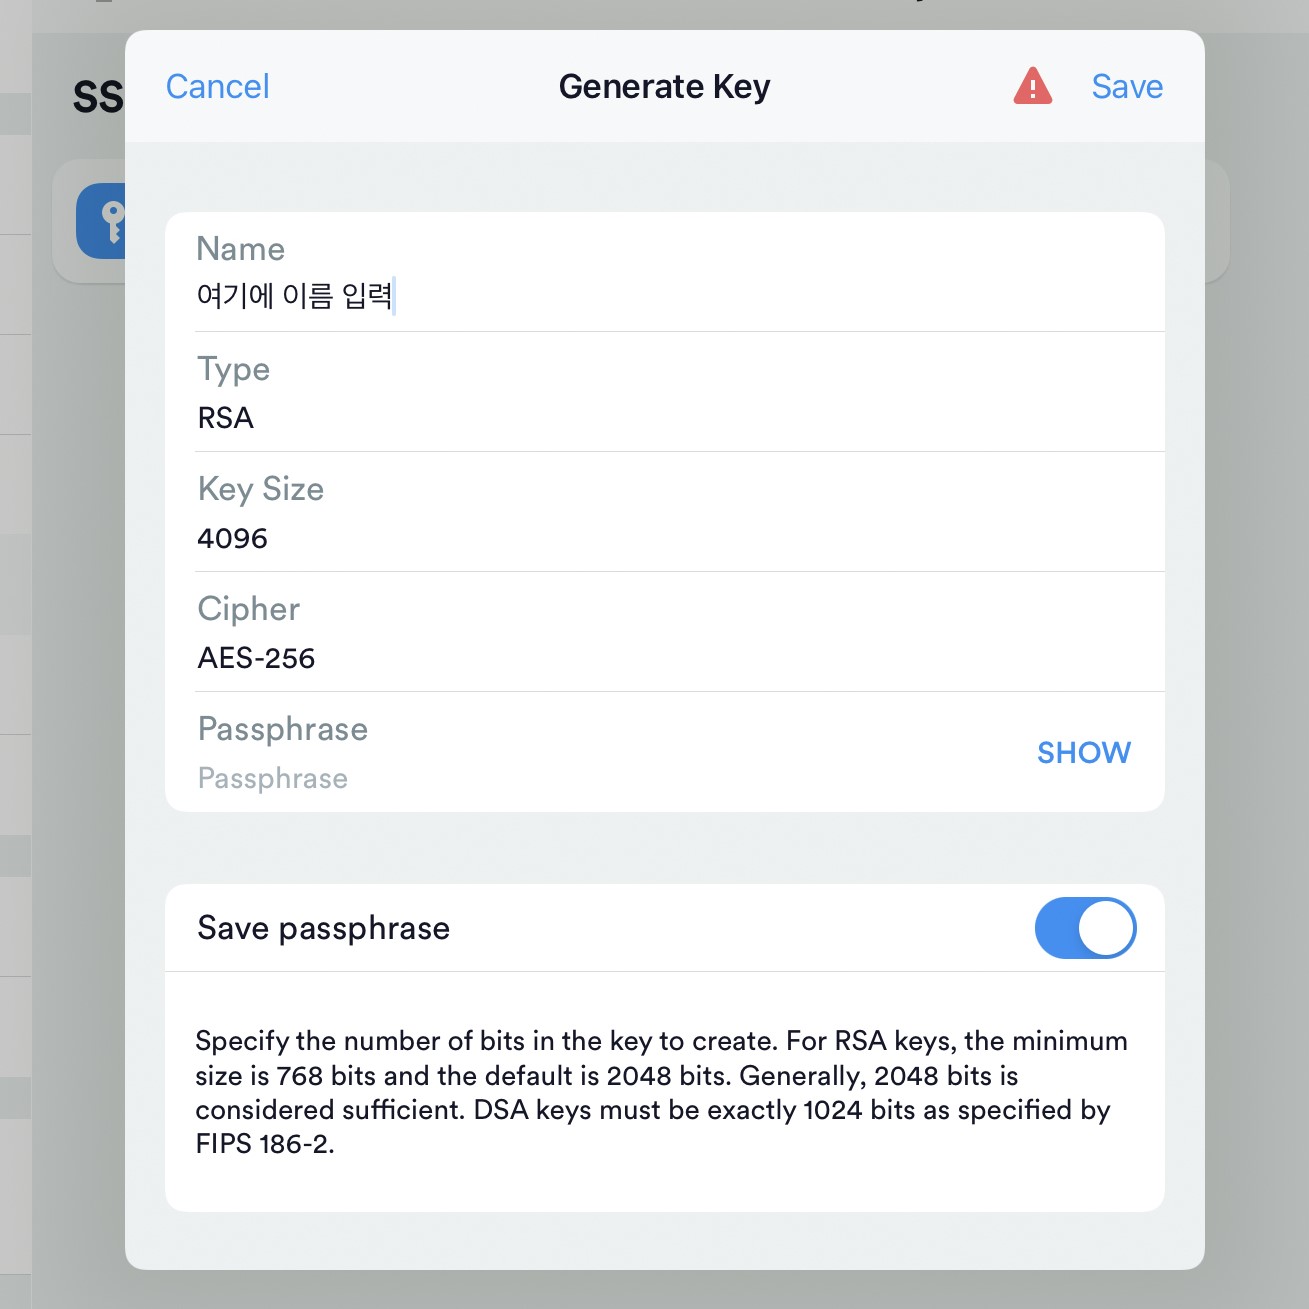 SS
Cancel
Generate Key
Save
Name
여기에 이름 입력
Type
RSA
Key Size
4096
Cipher
AES-256
Passphrase
Passphrase
SHOW
Save passphrase
Specify the number of bits in the key to create. For RSA keys, the minimum
size is 768 bits and the default is 2048 bits. Generally, 2048 bits is
considered sufficient. DSA keys must be exactly 1024 bits as specified by
FIPS 186-2.